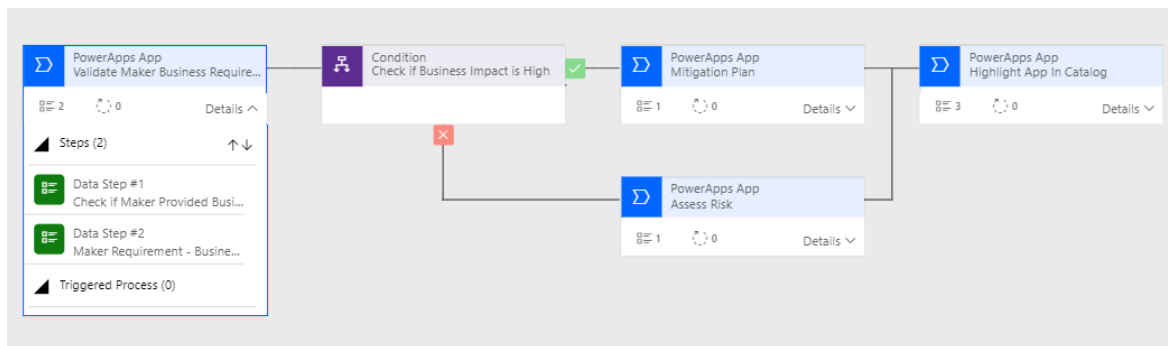 PowerApps App
Validate Maker Business Require...
2
0
Details
Steps (2)
Data Step #1
Check if Maker Provided Busi...
Data Step #2
Maker Requirement - Busine...
Triggered Process (0)
Condition
Check if Business Impact is High
PowerApps App
Mitigation Plan
1
0
Details
PowerApps App
Assess Risk
1
0
Details
PowerApps App
Highlight App In Catalog
3
0
Details